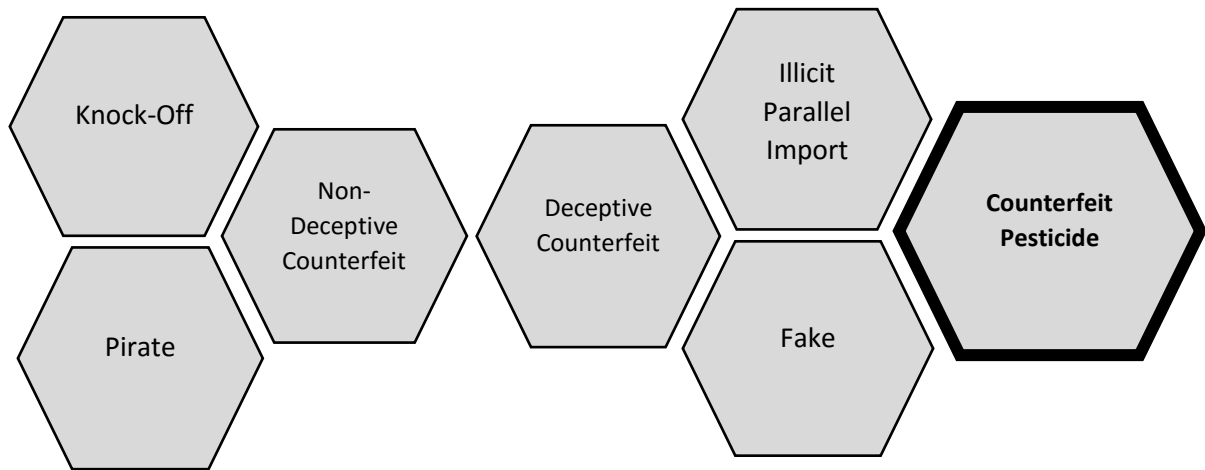 Knock-Off
Pirate
Non-
Deceptive
Counterfeit
Deceptive
Counterfeit
Illicit
Parallel
Import
Fake
Counterfeit
Pesticide